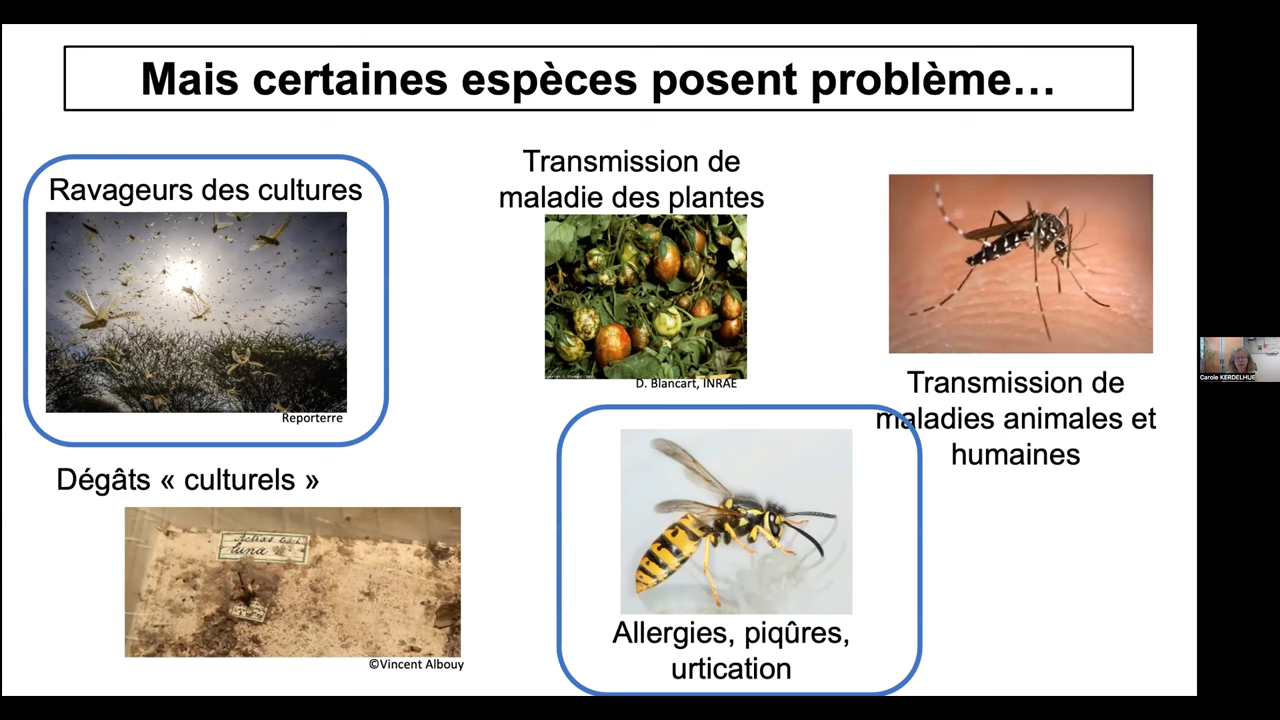 Mais certaines espèces posent problème…
Ravageurs des cultures
Reporterre
Transmission de
maladie des plantes
D. Blancart, INRAE
Transmission de
maladies animales et
humaines
Dégâts « culturels »
luna
©Vincent Albouy
Allergies, piqûres,
urtication
Carole KERDELHUE